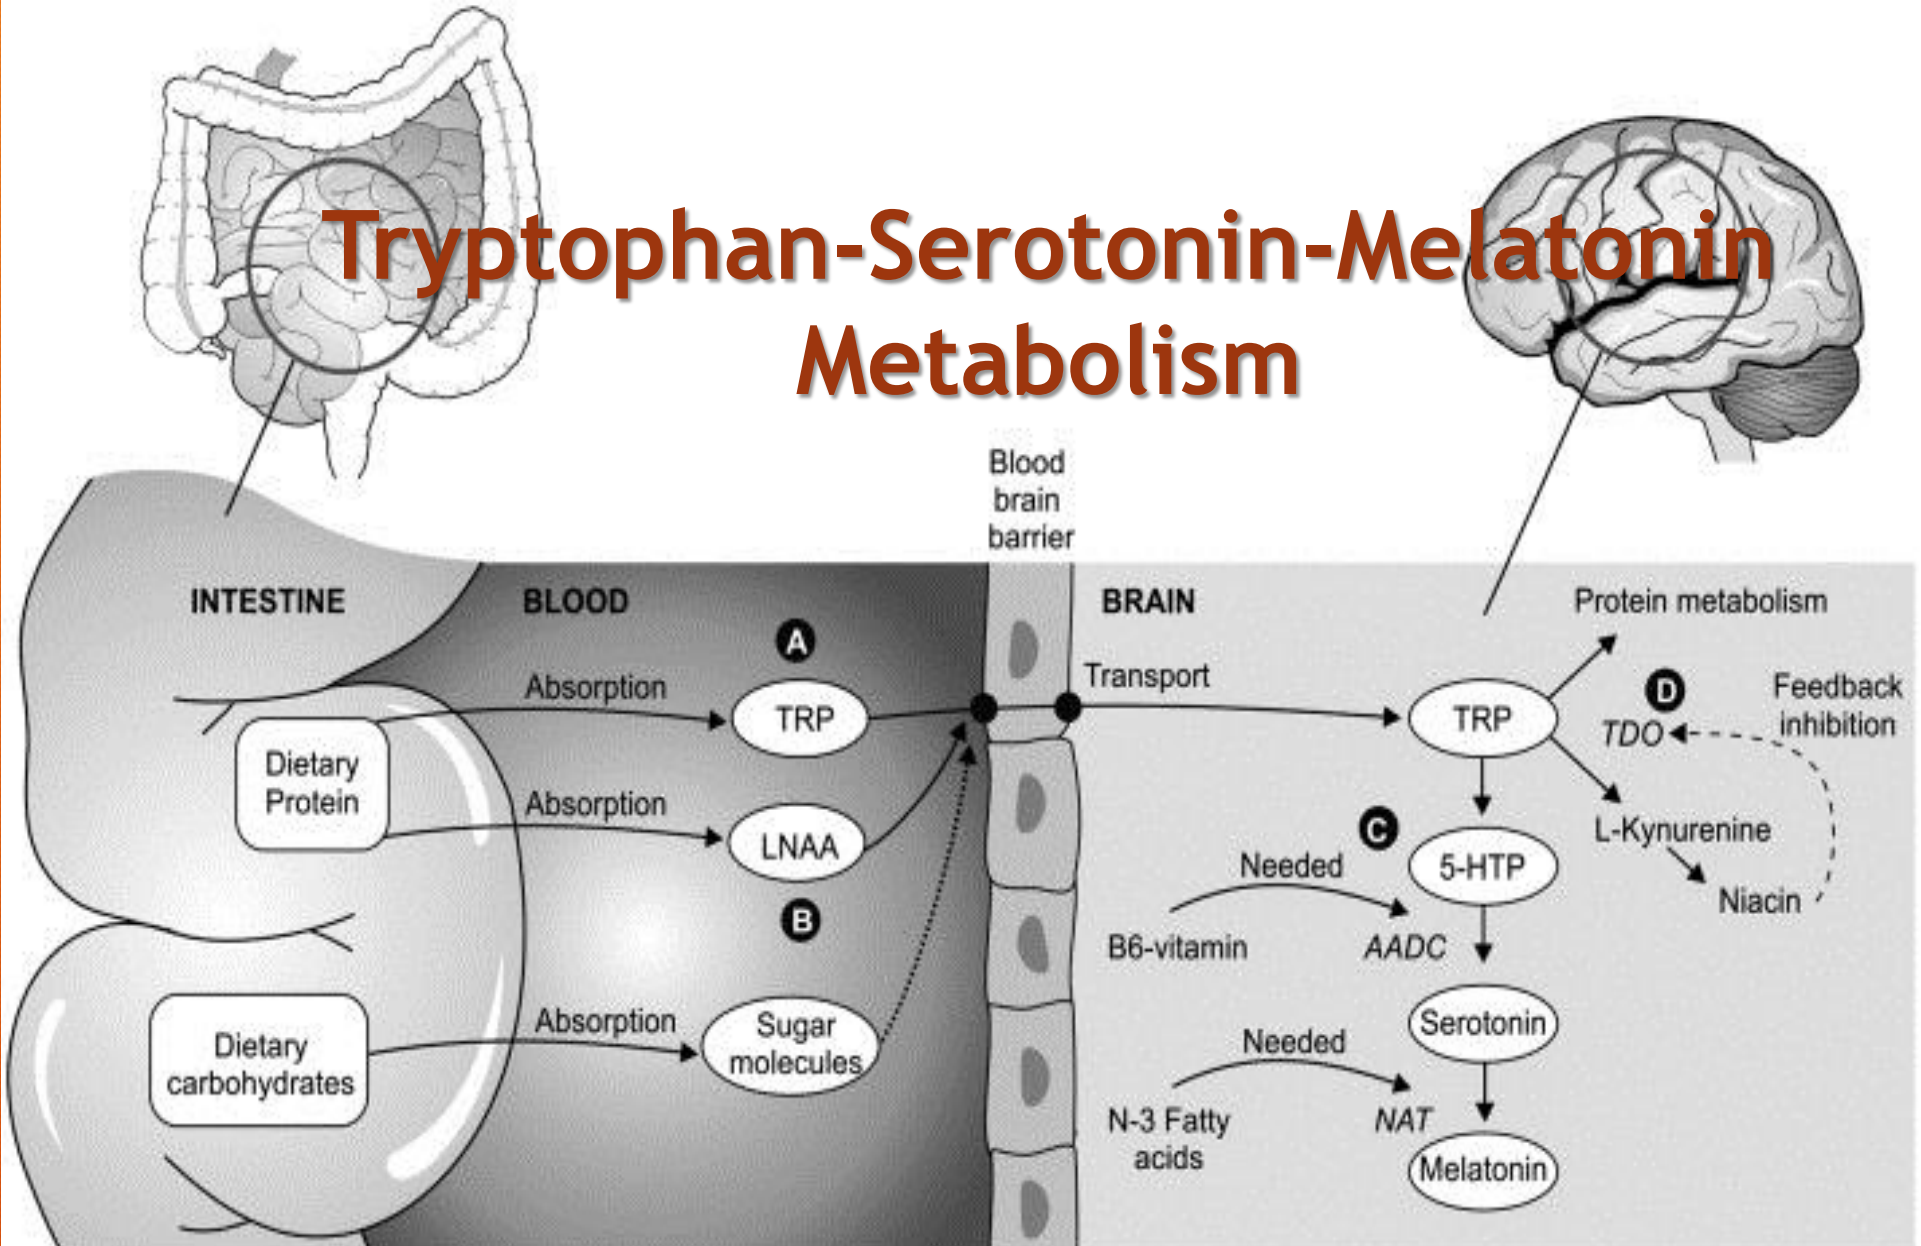 Tryptophan-Serotonin-Melatonin
Metabolism
Blood
brain
barrier
INTESTINE
BLOOD
BRAIN
A
Absorption
TRP
Dietary
Protein
Absorption
LNAA
B
Absorption
Sugar
molecules
Dietary
carbohydrates
Transport
TRP
Protein metabolism
D
TDO
Feedback
inhibition
L-Kynurenine
Niacin
C
5-HTP
Needed
B6-vitamin
AADC
Serotonin
Needed
N-3 Fatty
acids
NAT
Melatonin